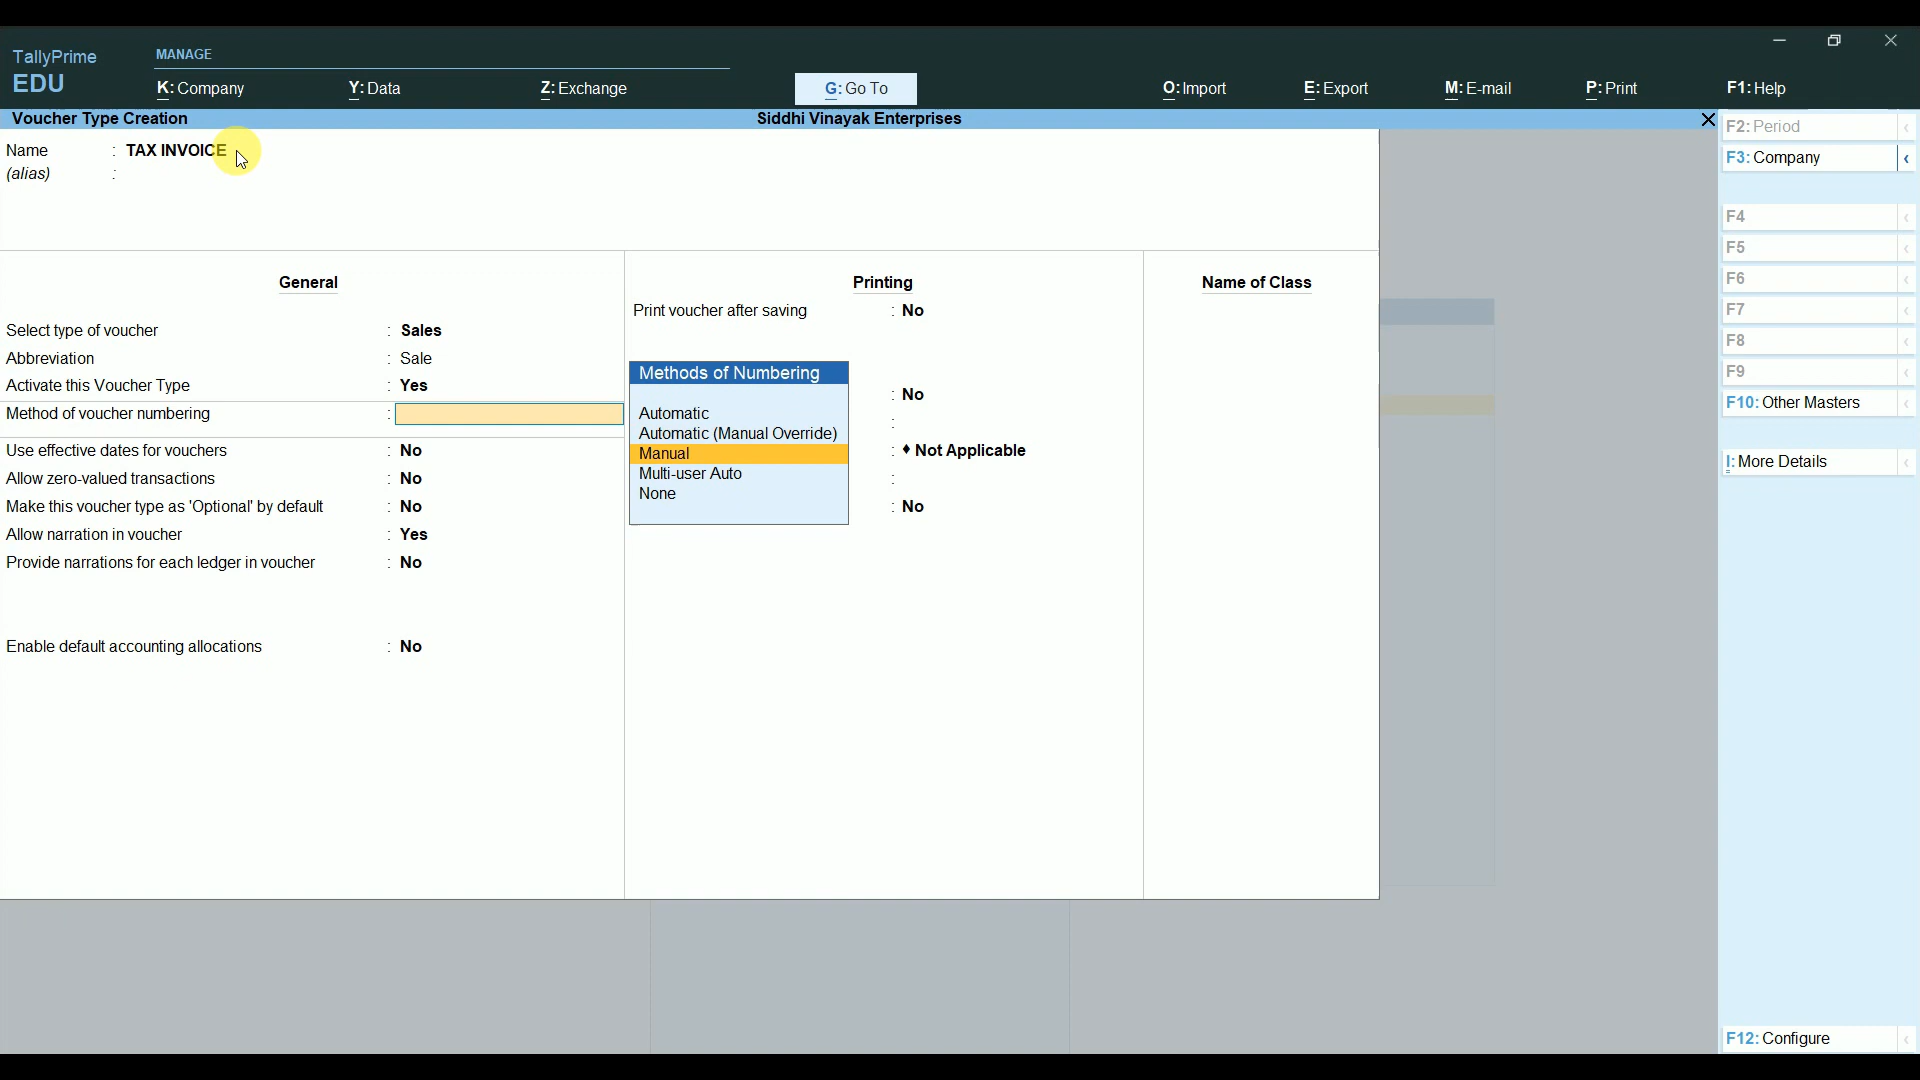 TallyPrime
EDU
MANAGE
K: Company
Y: Data
Z: Exchange
G: Go To
O: Import
E: Export
M: E-mail
P: Print
F1: Help
Voucher Type Creation
Siddhi Vinayak Enterprises
Name : TAX INVOICE
(alias) :
General
Select type of voucher : Sales
Abbreviation : Sale
Activate this Voucher Type : Yes
Method of voucher numbering :
Use effective dates for vouchers : No
Allow zero-valued transactions : No
Make this voucher type as 'Optional' by default : No
Allow narration in voucher : Yes
Provide narrations for each ledger in voucher : No
Enable default accounting allocations : No
Printing
Print voucher after saving : No
: No
:
: ♦ Not Applicable
:
: No
Methods of Numbering
Automatic
Automatic (Manual Override)
Manual
Multi-user Auto
None
Name of Class
F2: Period
F3: Company
F4
F5
F6
F7
F8
F9
F10: Other Masters
I: More Details
F12: Configure